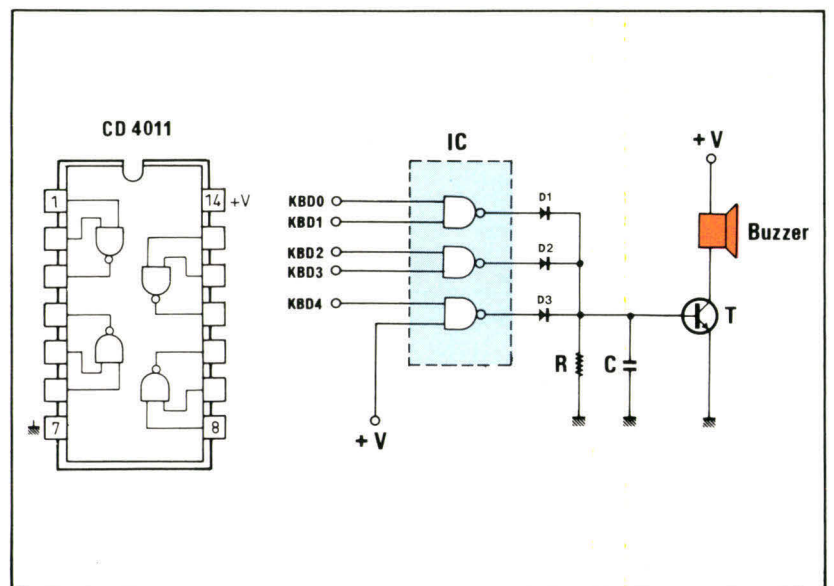 CD 4011
1
14 +V
7
8
IC
KBD0
KBD1
KBD2
KBD3
KBD4
+ V
D1
D2
D3
R
C
+ V
Buzzer
T